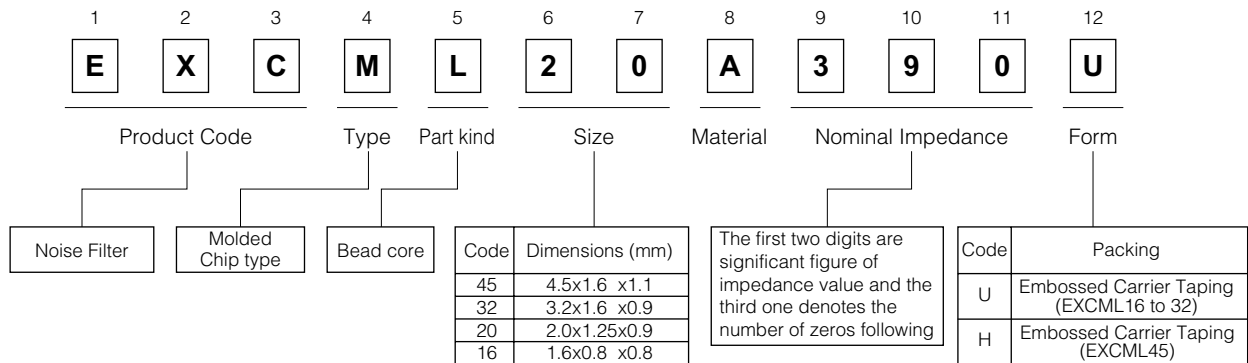 1 2 3 4 5 6 7 8 9 10 11 12
E X C M L 2 0 A 3 9 0 U
Product Code Type Part kind Size Material Nominal Impedance Form
Noise Filter
Molded
Chip type
Bead core
Code Dimensions (mm)
45 4.5x1.6 x1.1
32 3.2x1.6 x0.9
20 2.0x1.25x0.9
16 1.6x0.8 x0.8
The first two digits are
significant figure of
impedance value and the
third one denotes the
number of zeros following
Code Packing
U Embossed Carrier Taping
(EXCML16 to 32)
H Embossed Carrier Taping
(EXCML45)